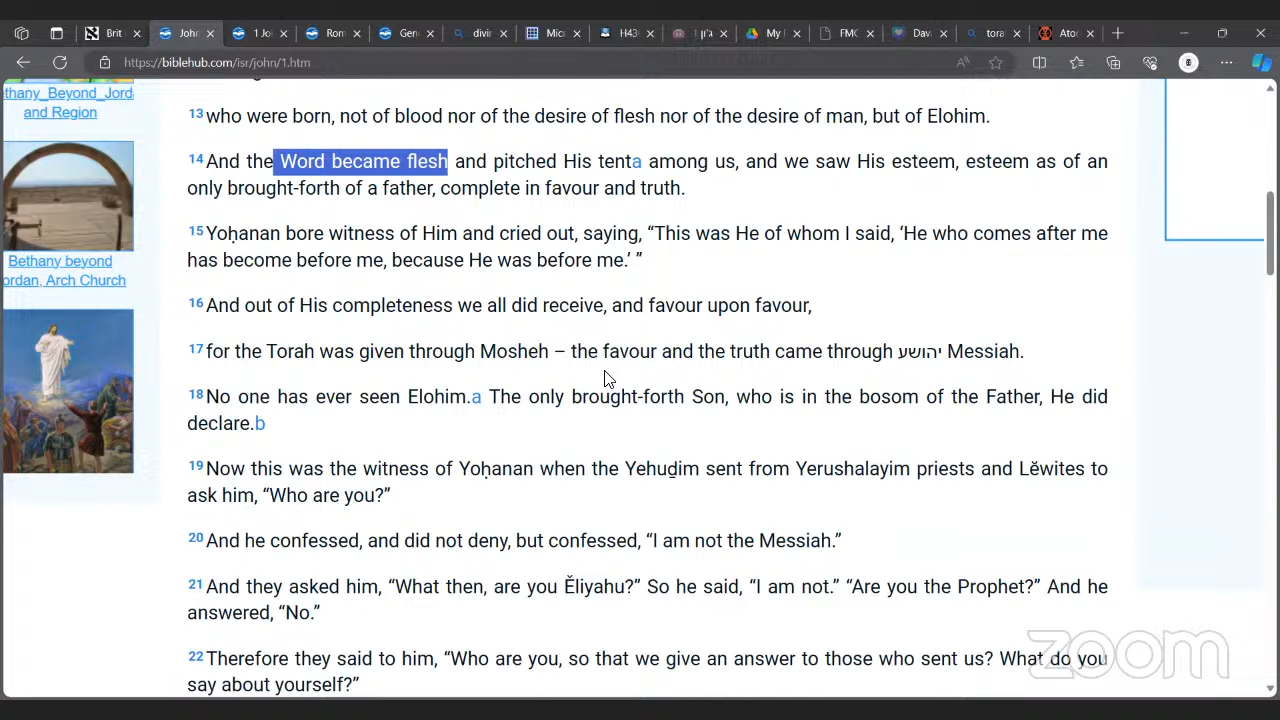 Brit
John
1 Jo
Rom
Gen
divin
Mic
H43
My
FMC
Dava
tora
Ator
https://biblehub.com/isr/john/1.htm
thany_Beyond_Jorda
and Region
13 who were born, not of blood nor of the desire of flesh nor of the desire of man, but of Elohim.
14 And the Word became flesh and pitched His tenta among us, and we saw His esteem, esteem as of an
only brought-forth of a father, complete in favour and truth.
15 Yoḥanan bore witness of Him and cried out, saying, “This was He of whom I said, ‘He who comes after me
has become before me, because He was before me.’ ”
Bethany beyond
ordan, Arch Church
16 And out of His completeness we all did receive, and favour upon favour,
17 for the Torah was given through Mosheh – the favour and the truth came through יהושע Messiah.
18 No one has ever seen Elohim.a The only brought-forth Son, who is in the bosom of the Father, He did
declare.b
19 Now this was the witness of Yoḥanan when the Yehuḏim sent from Yerushalayim priests and Lĕwites to
ask him, “Who are you?”
20 And he confessed, and did not deny, but confessed, “I am not the Messiah.”
21 And they asked him, “What then, are you Ĕliyahu?” So he said, “I am not.” “Are you the Prophet?” And he
answered, “No.”
22 Therefore they said to him, “Who are you, so that we give an answer to those who sent us? What do you
say about yourself?”
zoom